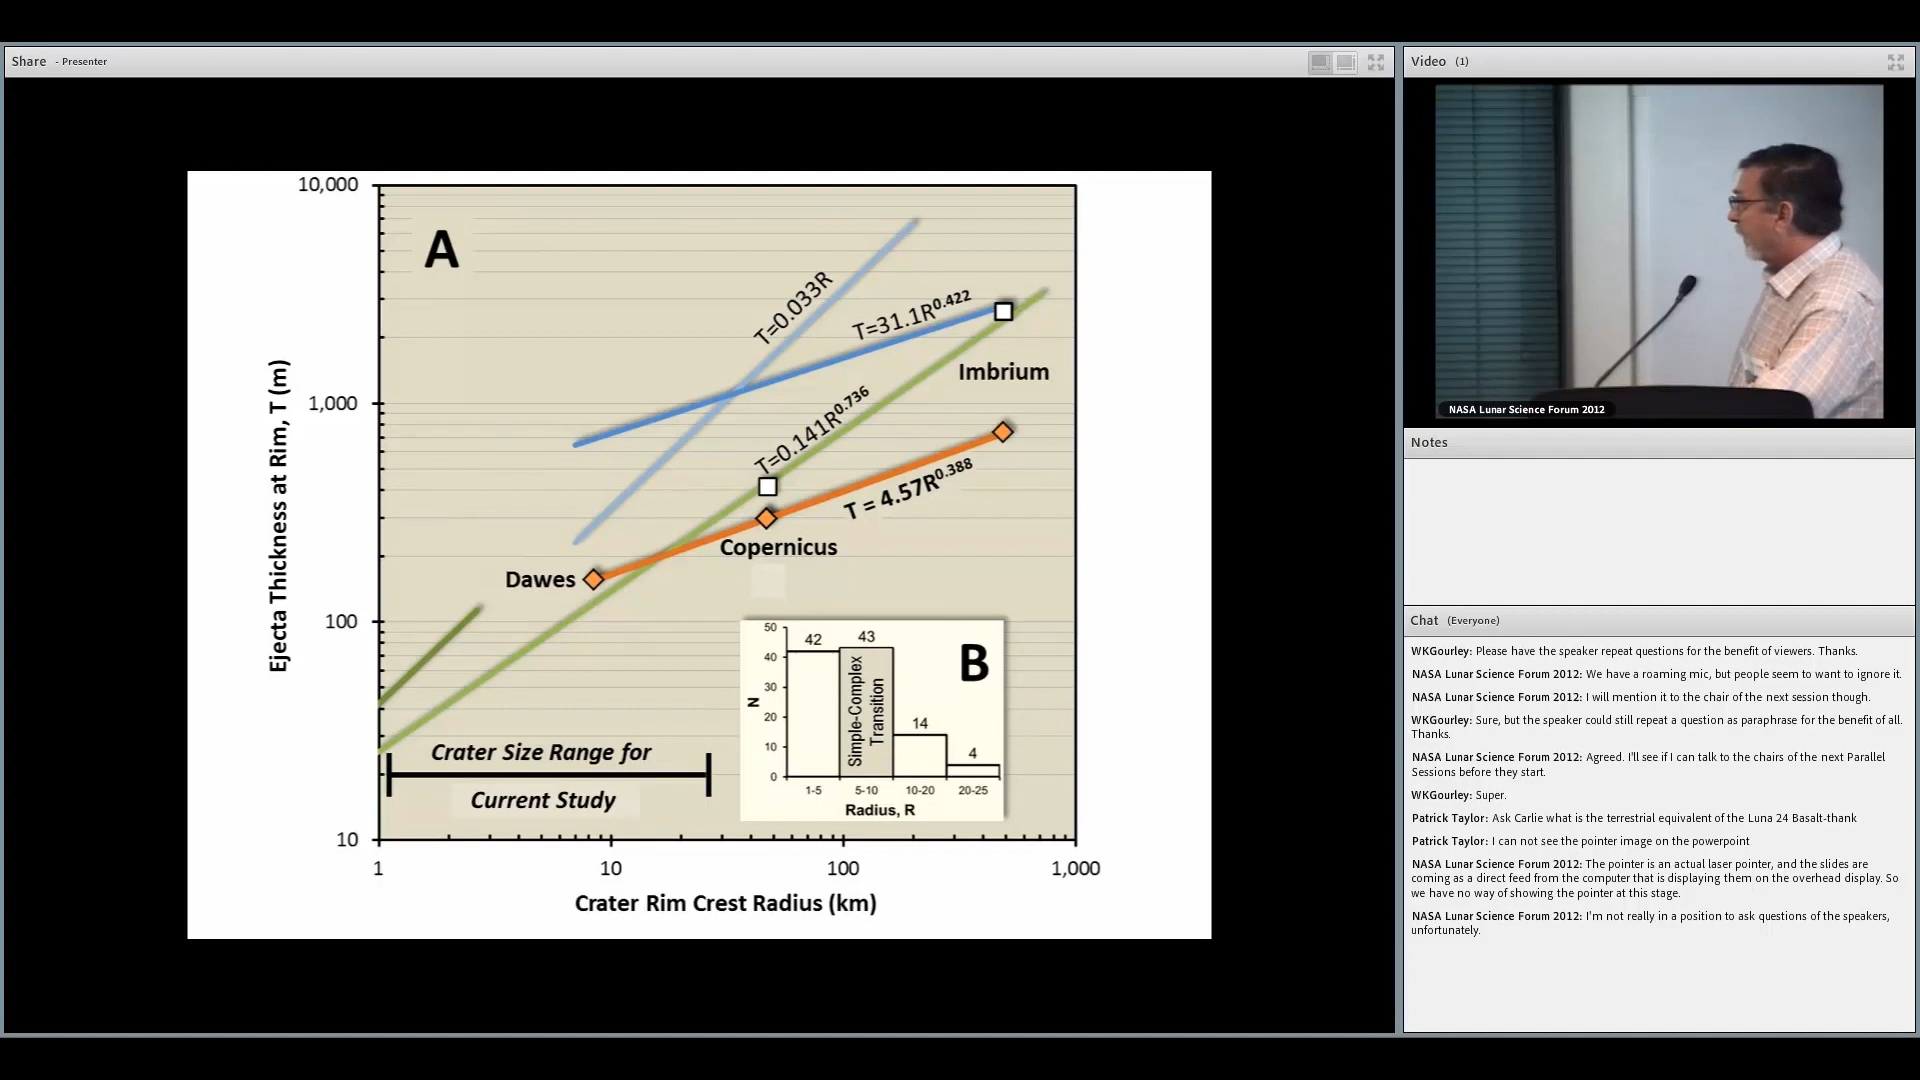 Share - Presenter
10,000
1,000
100
10
Ejecta Thickness at Rim, T (m)
A
T=0.033R
T=31.1R^0.422
Imbrium
T=0.141R^0.736
T = 4.57R^0.388
Copernicus
Dawes
Crater Size Range for
Current Study
1
10
100
1,000
Crater Rim Crest Radius (km)
B
50
40
30
20
10
0
N
42
43
14
4
Simple-Complex
Transition
1-5
5-10
10-20
20-25
Radius, R
Video (1)
NASA Lunar Science Forum 2012
Notes
Chat (Everyone)
WKGourley: Please have the speaker repeat questions for the benefit of viewers. Thanks.
NASA Lunar Science Forum 2012: We have a roaming mic, but people seem to want to ignore it.
NASA Lunar Science Forum 2012: I will mention it to the chair of the next session though.
WKGourley: Sure, but the speaker could still repeat a question as paraphrase for the benefit of all.
Thanks.
NASA Lunar Science Forum 2012: Agreed. I'll see if I can talk to the chairs of the next Parallel
Sessions before they start.
WKGourley: Super.
Patrick Taylor: Ask Carlie what is the terrestrial equivalent of the Luna 24 Basalt-thank
Patrick Taylor: I can not see the pointer image on the powerpoint
NASA Lunar Science Forum 2012: The pointer is an actual laser pointer, and the slides are
coming as a direct feed from the computer that is displaying them on the overhead display. So
we have no way of showing the pointer at this stage.
NASA Lunar Science Forum 2012: I'm not really in a position to ask questions of the speakers,
unfortunately.